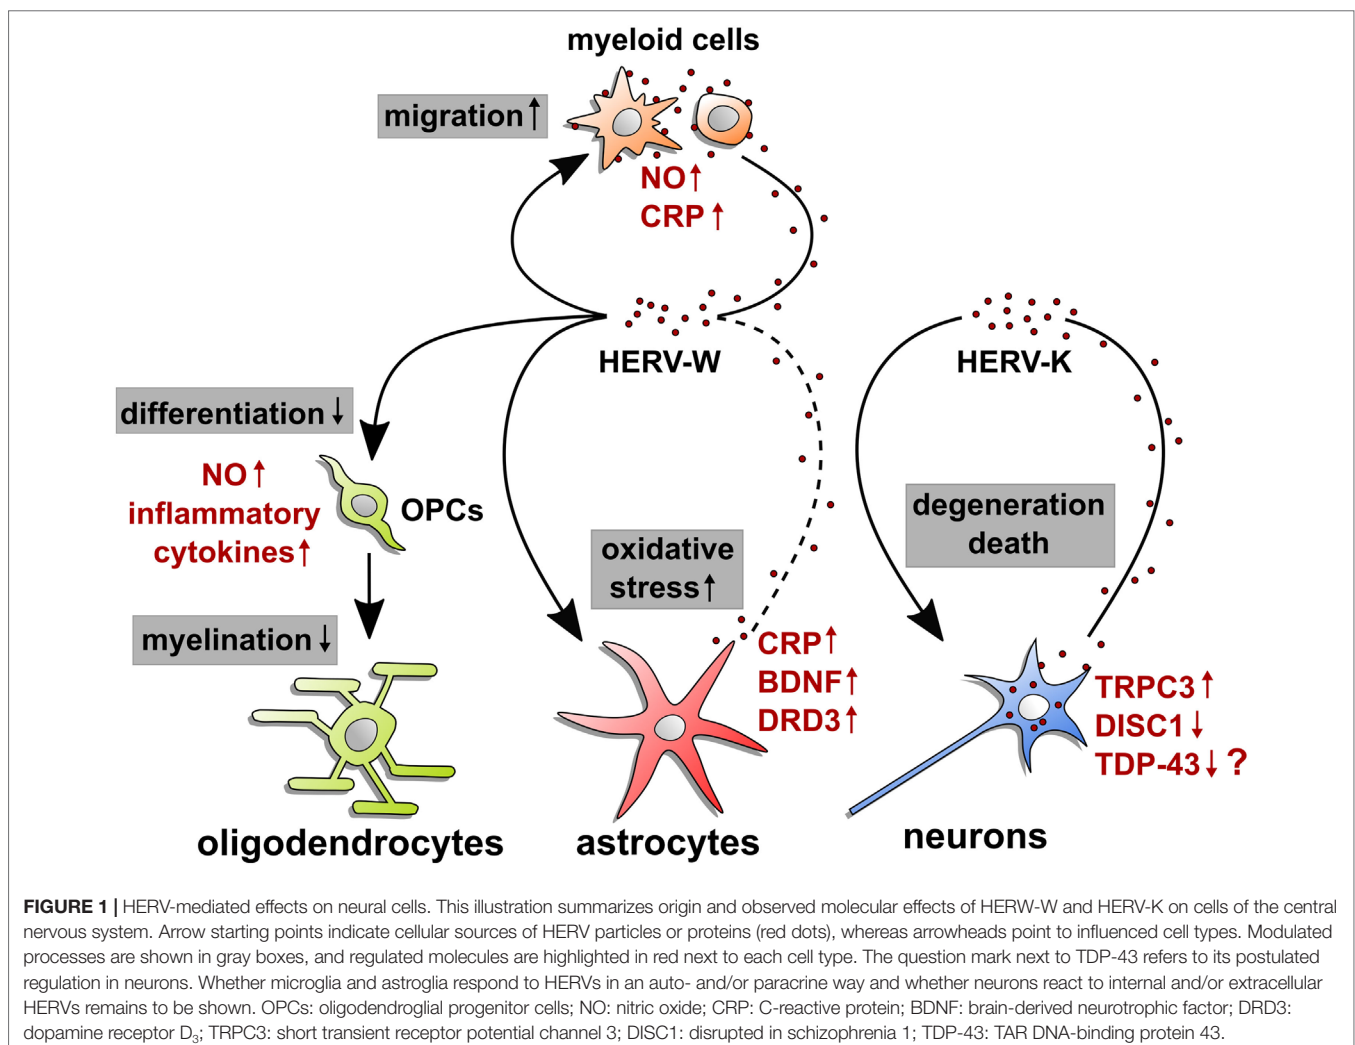 myeloid cells
migration↑
NO↑
CRP↑
HERV-W
HERV-K
differentiation↓
NO↑
inflammatory
cytokines↑
OPCs
degeneration
death
oxidative
stress↑
myelination↓
CRP↑
BDNF↑
DRD3↑
TRPC3↑
DISC1↓
TDP-43↓?
oligodendrocytes
astrocytes
neurons
FIGURE 1 | HERV-mediated effects on neural cells. This illustration summarizes origin and observed molecular effects of HERW-W and HERV-K on cells of the central
nervous system. Arrow starting points indicate cellular sources of HERV particles or proteins (red dots), whereas arrowheads point to influenced cell types. Modulated
processes are shown in gray boxes, and regulated molecules are highlighted in red next to each cell type. The question mark next to TDP-43 refers to its postulated
regulation in neurons. Whether microglia and astroglia respond to HERVs in an auto- and/or paracrine way and whether neurons react to internal and/or extracellular
HERVs remains to be shown. OPCs: oligodendroglial progenitor cells; NO: nitric oxide; CRP: C-reactive protein; BDNF: brain-derived neurotrophic factor; DRD3:
dopamine receptor D₃; TRPC3: short transient receptor potential channel 3; DISC1: disrupted in schizophrenia 1; TDP-43: TAR DNA-binding protein 43.